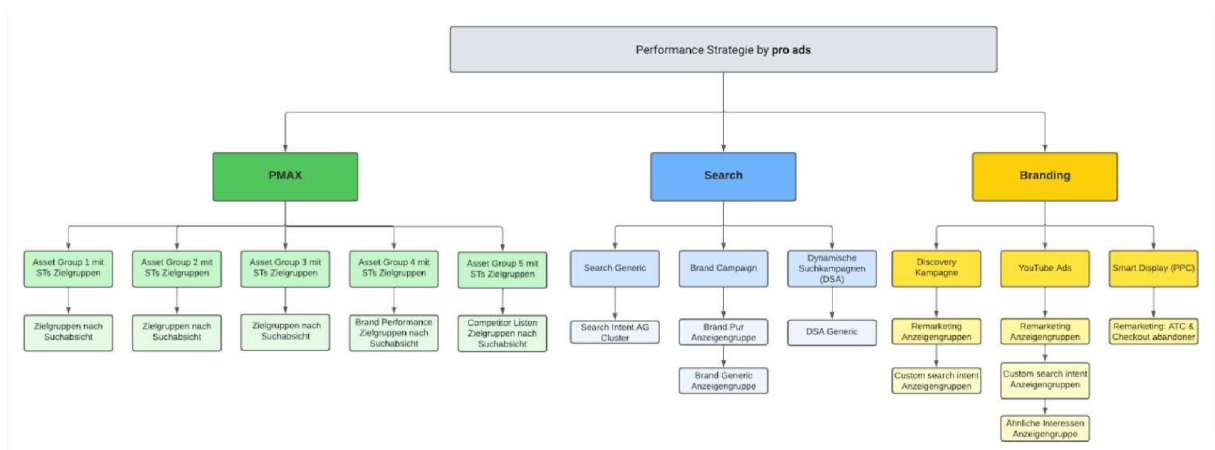 Performance Strategie by pro ads
PMAX
Search
Branding
Asset Group 1 mit
STs Zielgruppen
Asset Group 2 mit
STs Zielgruppen
Asset Group 3 mit
STs Zielgruppen
Asset Group 4 mit
STs Zielgruppen
Asset Group 5 mit
STs Zielgruppen
Search Generic
Brand Campaign
Dynamische
Suchkampagnen
(DSA)
Discovery
Kampagne
YouTube Ads
Smart Display (PPC)
Zielgruppen nach
Suchabsicht
Zielgruppen nach
Suchabsicht
Zielgruppen nach
Suchabsicht
Brand Performance
Zielgruppen nach
Suchabsicht
Competitor Listen
Zielgruppen nach
Suchabsicht
Search Intent AG
Cluster
Brand Pur
Anzeigengruppe
DSA Generic
Remarketing
Anzeigengruppen
Remarketing
Anzeigengruppen
Remarketing: ATC &
Checkout abandoner
Brand Generic
Anzeigengruppe
Custom search intent
Anzeigengruppen
Custom search intent
Anzeigengruppen
Ähnliche Interessen
Anzeigengruppe